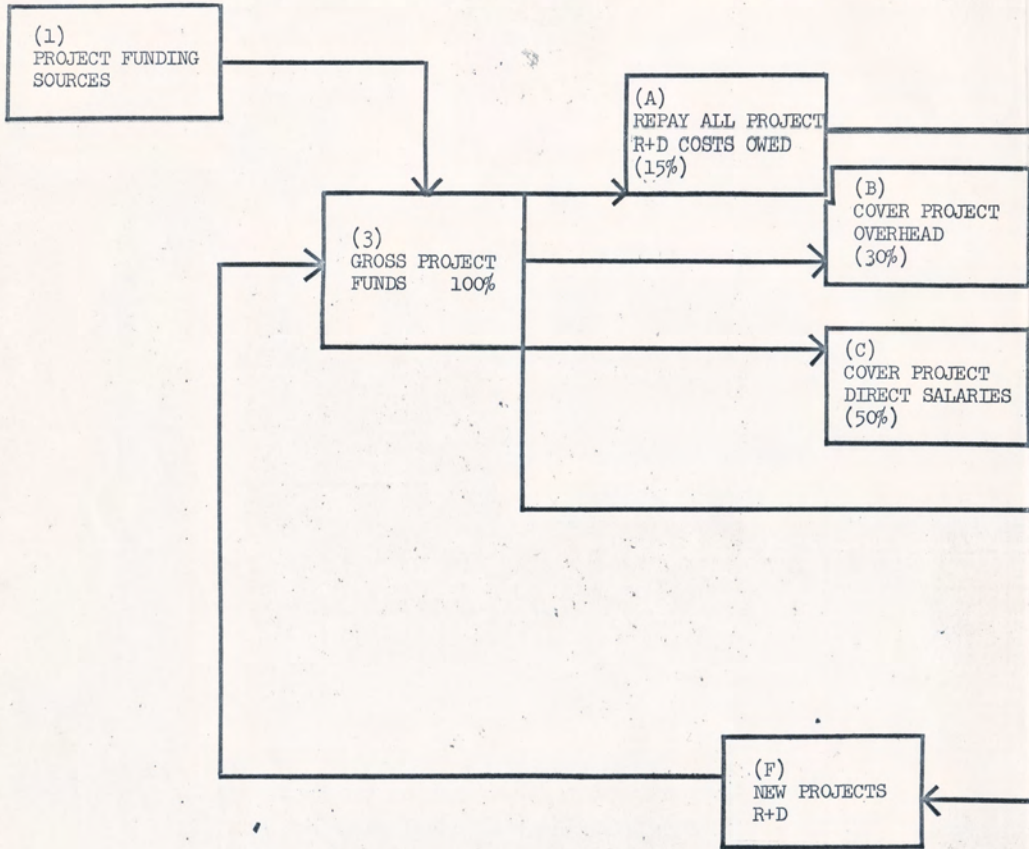 (1)
PROJECT FUNDING
SOURCES
(A)
REPAY ALL PROJECT
R+D COSTS OWED
(15%)
(B)
COVER PROJECT
OVERHEAD
(30%)
(3)
GROSS PROJECT
FUNDS 100%
(C)
COVER PROJECT
DIRECT SALARIES
(50%)
(F)
NEW PROJECTS
R+D